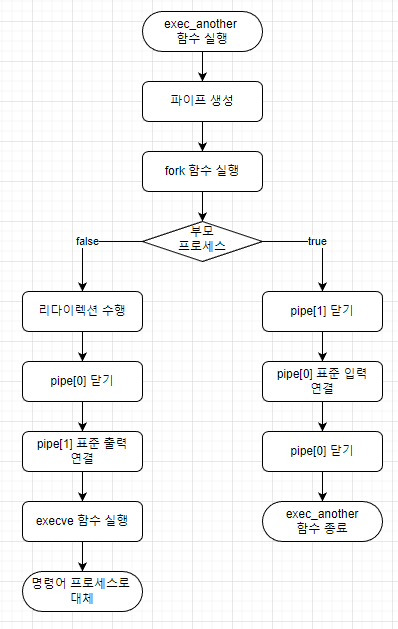 exec_another
함수 실행
파이프 생성
fork 함수 실행
부모
프로세스
false
true
리다이렉션 수행
pipe[1] 닫기
pipe[0] 닫기
pipe[0] 표준 입력
연결
pipe[1] 표준 출력
연결
pipe[0] 닫기
execve 함수 실행
exec_another
함수 종료
명령어 프로세스로
대체